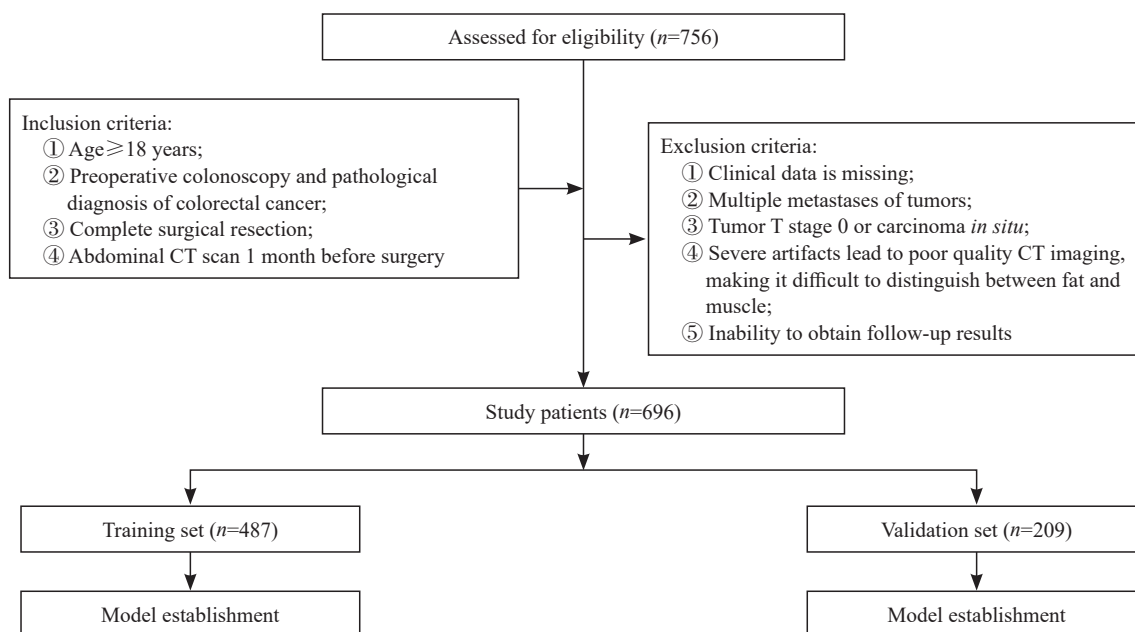 Assessed for eligibility (n=756)
Inclusion criteria:
① Age≥18 years;
② Preoperative colonoscopy and pathological
diagnosis of colorectal cancer;
③ Complete surgical resection;
④ Abdominal CT scan 1 month before surgery
Exclusion criteria:
① Clinical data is missing;
② Multiple metastases of tumors;
③ Tumor T stage 0 or carcinoma in situ;
④ Severe artifacts lead to poor quality CT imaging,
making it difficult to distinguish between fat and
muscle;
⑤ Inability to obtain follow-up results
Study patients (n=696)
Training set (n=487)
Validation set (n=209)
Model establishment
Model establishment